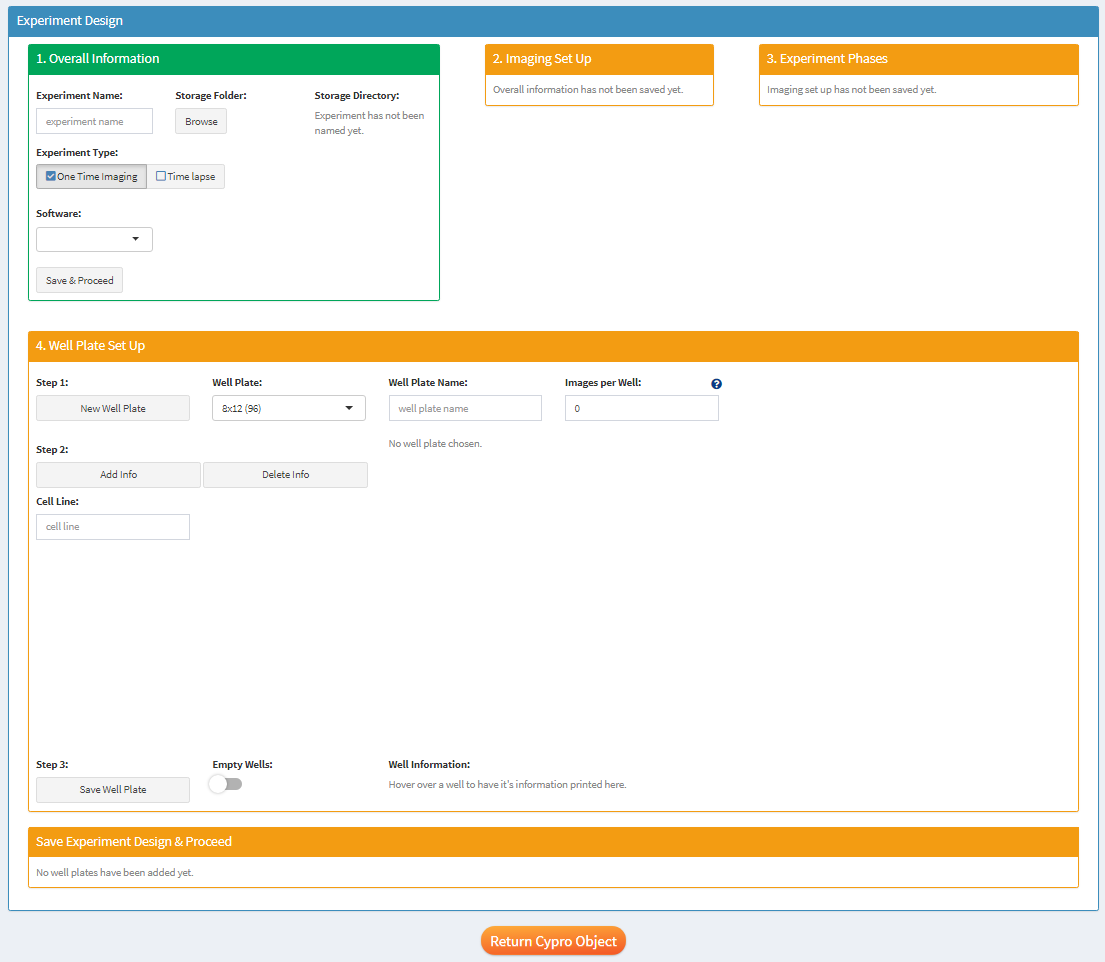 Experiment Design
1. Overall Information
Experiment Name:
Storage Folder:
Storage Directory:
experiment name
Browse
Experiment has not been
named yet.
Experiment Type:
One Time Imaging
Time lapse
Software:
Save & Proceed
2. Imaging Set Up
Overall information has not been saved yet.
3. Experiment Phases
Imaging set up has not been saved yet.
4. Well Plate Set Up
Step 1:
Well Plate:
Well Plate Name:
Images per Well:
?
New Well Plate
8x12 (96)
well plate name
0
No well plate chosen.
Step 2:
Add Info
Delete Info
Cell Line:
cell line
Step 3:
Empty Wells:
Well Information:
Save Well Plate
Hover over a well to have it's information printed here.
Save Experiment Design & Proceed
No well plates have been added yet.
Return Cypro Object